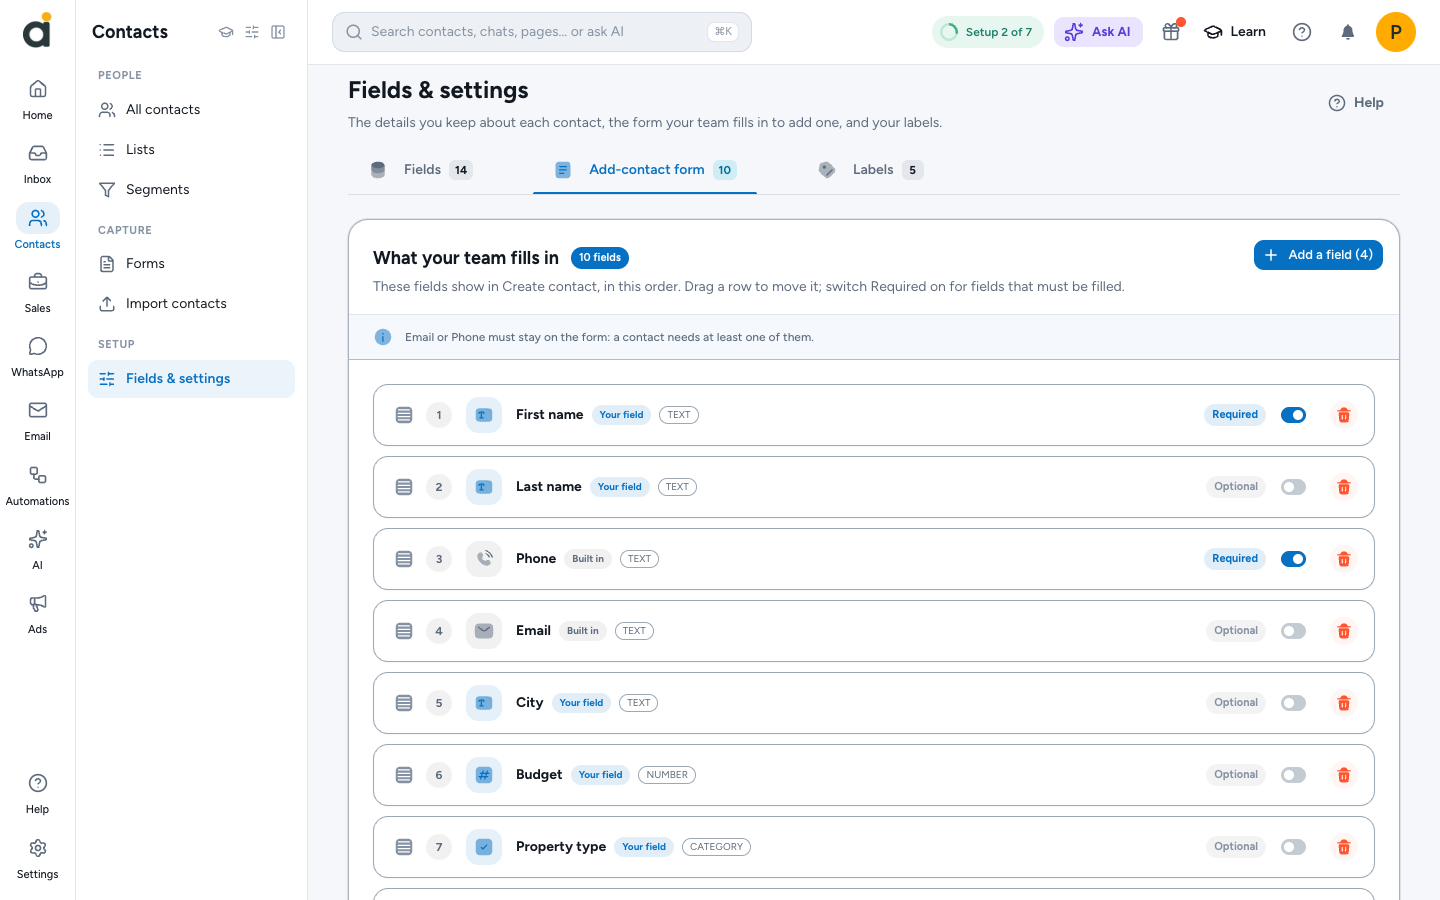 Contacts
Search contacts, chats, pages... or ask AI
⌘K
Setup 2 of 7
Ask AI
Learn
P
Home
Inbox
Contacts
Sales
WhatsApp
Email
Automations
AI
Ads
Help
Settings
PEOPLE
All contacts
Lists
Segments
CAPTURE
Forms
Import contacts
SETUP
Fields & settings
Fields & settings
Help
The details you keep about each contact, the form your team fills in to add one, and your labels.
Fields 14
Add-contact form 10
Labels 5
What your team fills in 10 fields
Add a field (4)
These fields show in Create contact, in this order. Drag a row to move it; switch Required on for fields that must be filled.
Email or Phone must stay on the form: a contact needs at least one of them.
1 First name Your field TEXT Required
2 Last name Your field TEXT Optional
3 Phone Built in TEXT Required
4 Email Built in TEXT Optional
5 City Your field TEXT Optional
6 Budget Your field NUMBER Optional
7 Property type Your field CATEGORY Optional